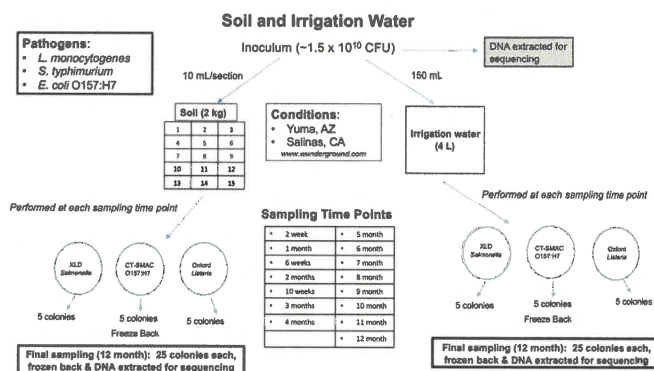 Soil and Irrigation Water
Pathogens:
• L. monocytogenes
• S. typhimurium
• E. coli O157:H7
Inoculum (~1.5 x 10¹⁰ CFU)
DNA extracted for
sequencing
10 mL/section
150 mL
Soil (2 kg)
1 2 3
4 5 6
7 8 9
10 11 12
13 14 15
Conditions:
• Yuma, AZ
• Salinas, CA
www.wunderground.com
Irrigation water
(4 L)
Performed at each sampling time point
Performed at each sampling time point
Sampling Time Points
• 2 week • 5 month
• 1 month • 6 month
• 6 weeks • 7 month
• 2 months • 8 month
• 10 weeks • 9 month
• 3 months • 10 month
• 4 months • 11 month
• 12 month
XLD
Salmonella
CT-SMAC
O157:H7
Oxford
Listeria
5 colonies
5 colonies
5 colonies
Freeze Back
XLD
Salmonella
CT-SMAC
O157:H7
Oxford
Listeria
5 colonies
5 colonies
5 colonies
Freeze Back
Final sampling (12 month): 25 colonies each,
frozen back & DNA extracted for sequencing
Final sampling (12 month): 25 colonies each,
frozen back & DNA extracted for sequencing